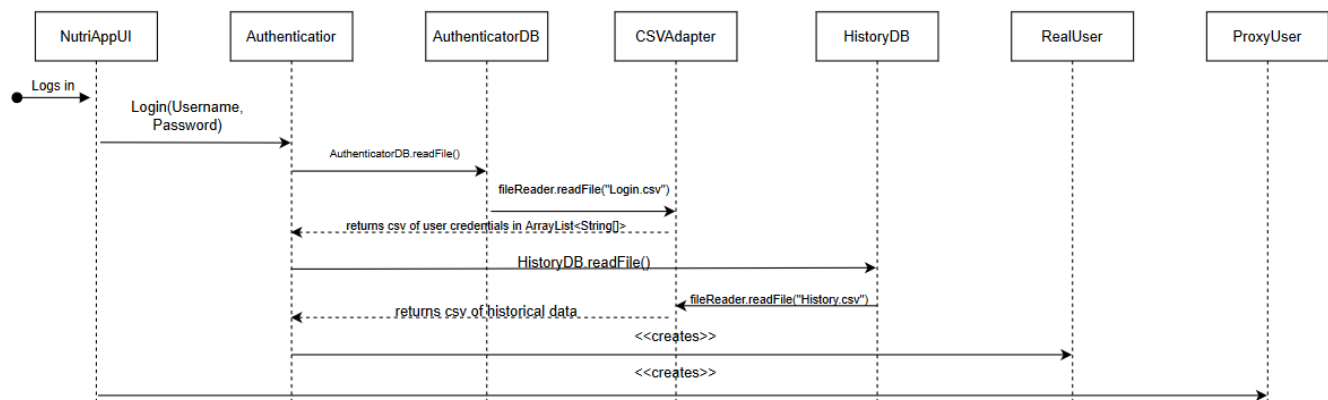 NutriAppUI
Authenticatior
AuthenticatorDB
CSVAdapter
HistoryDB
RealUser
ProxyUser
Logs in
Login(Username,
Password)
AuthenticatorDB.readFile()
fileReader.readFile("Login.csv")
returns csv of user credentials in ArrayList<String[]>
HistoryDB.readFile()
fileReader.readFile("History.csv")
returns csv of historical data
<<creates>>
<<creates>>